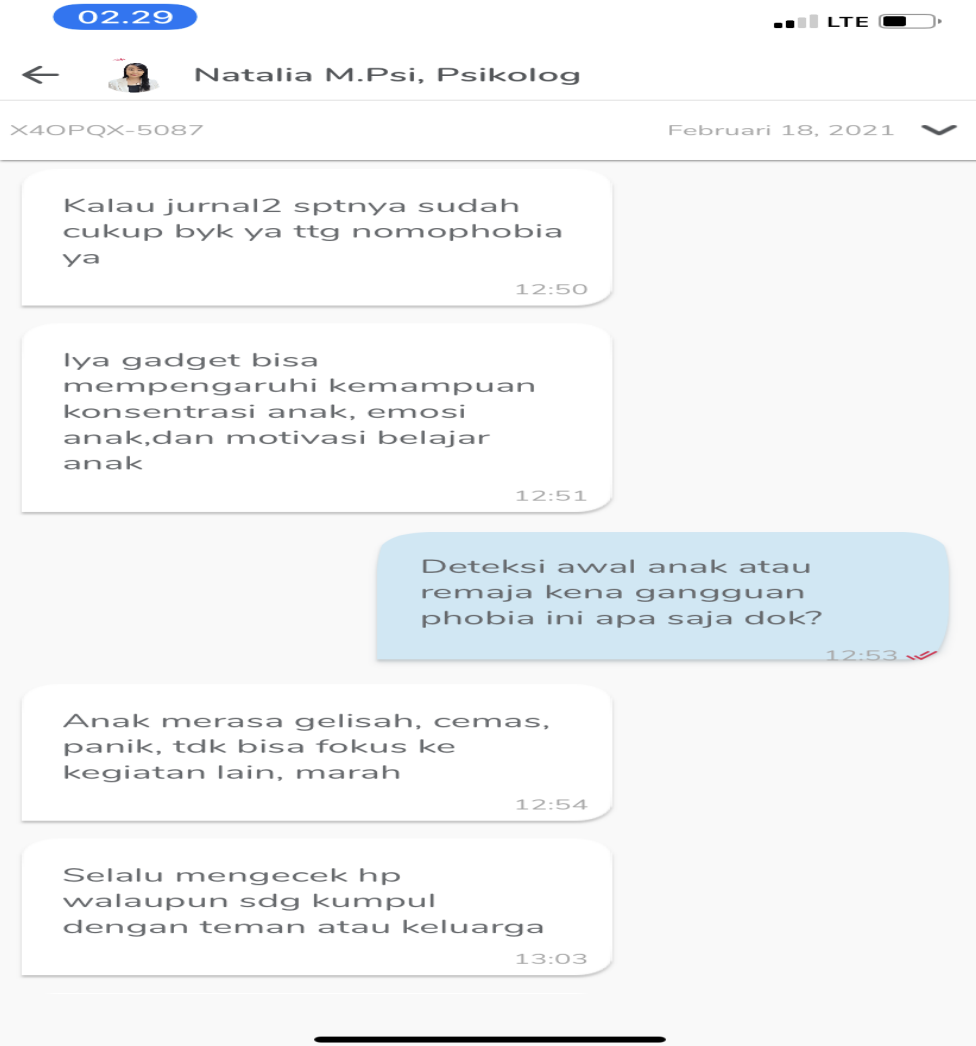 02.29
LTE
Natalia M.Psi, Psikolog
X4OPQX-5087
Februari 18, 2021
Kalau jurnal2 sptnya sudah
cukup byk ya ttg nomophobia
ya
12:50
Iya gadget bisa
mempengaruhi kemampuan
konsentrasi anak, emosi
anak,dan motivasi belajar
anak
12:51
Deteksi awal anak atau
remaja kena gangguan
phobia ini apa saja dok?
12:53
Anak merasa gelisah, cemas,
panik, tdk bisa fokus ke
kegiatan lain, marah
12:54
Selalu mengecek hp
walaupun sdg kumpul
dengan teman atau keluarga
13:03